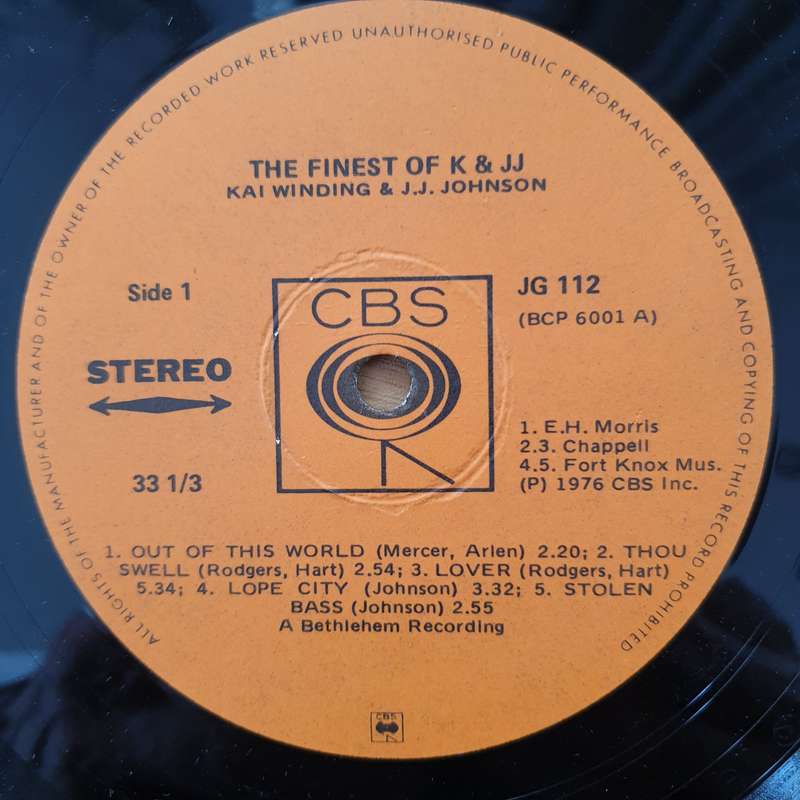 ALL RIGHTS OF THE MANUFACTURER AND OF THE OWNER OF THE RECORDED WORK RESERVED UNAUTHORISED PUBLIC PERFORMANCE BROADCASTING AND COPYING OF THIS RECORD PROHIBITED
THE FINEST OF K & JJ
KAI WINDING & J.J. JOHNSON
Side 1
STEREO
33 1/3
CBS
JG 112
(BCP 6001 A)
1. E.H. Morris
2.3. Chappell
4.5. Fort Knox Mus.
(P) 1976 CBS Inc.
1. OUT OF THIS WORLD (Mercer, Arlen) 2.20; 2. THOU
SWELL (Rodgers, Hart) 2.54; 3. LOVER (Rodgers, Hart)
5.34; 4. LOPE CITY (Johnson) 3.32; 5. STOLEN
BASS (Johnson) 2.55
A Bethlehem Recording
CBS